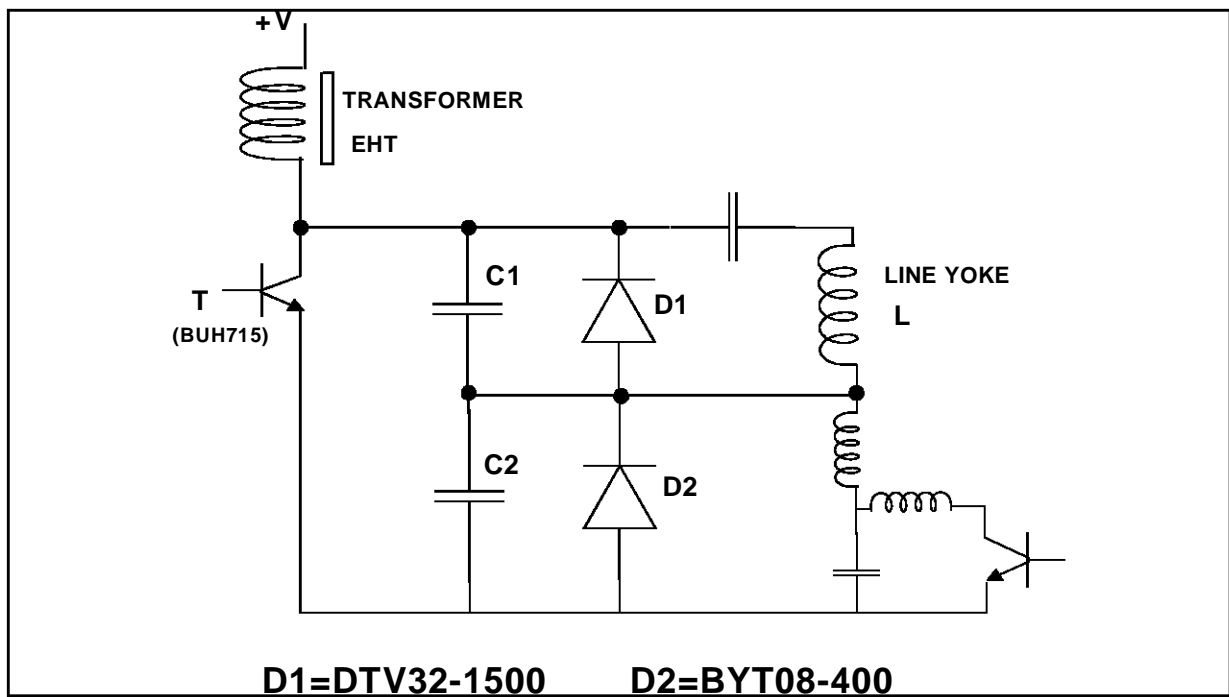 +V
TRANSFORMER
EHT
C1
D1
LINE YOKE
L
T
(BUH715)
C2
D2
D1=DTV32-1500 D2=BYT08-400